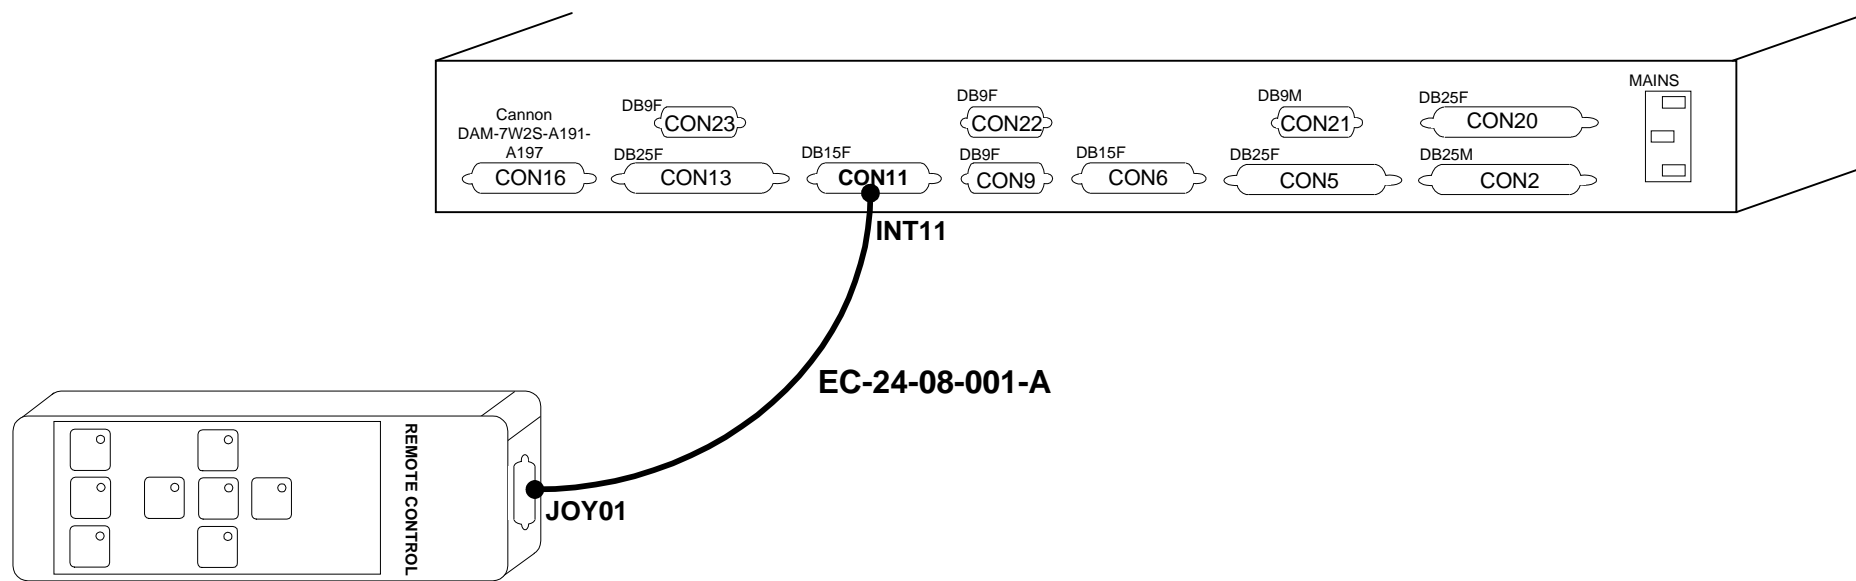 MAINS
DB9F
CON23
DB9F
CON22
DB9M
CON21
DB25F
CON20
Cannon
DAM-7W2S-A191-
A197
CON16
DB25F
CON13
DB15F
CON11
DB9F
CON9
DB15F
CON6
DB25F
CON5
DB25M
CON2
INT11
EC-24-08-001-A
JOY01
REMOTE CONTROL